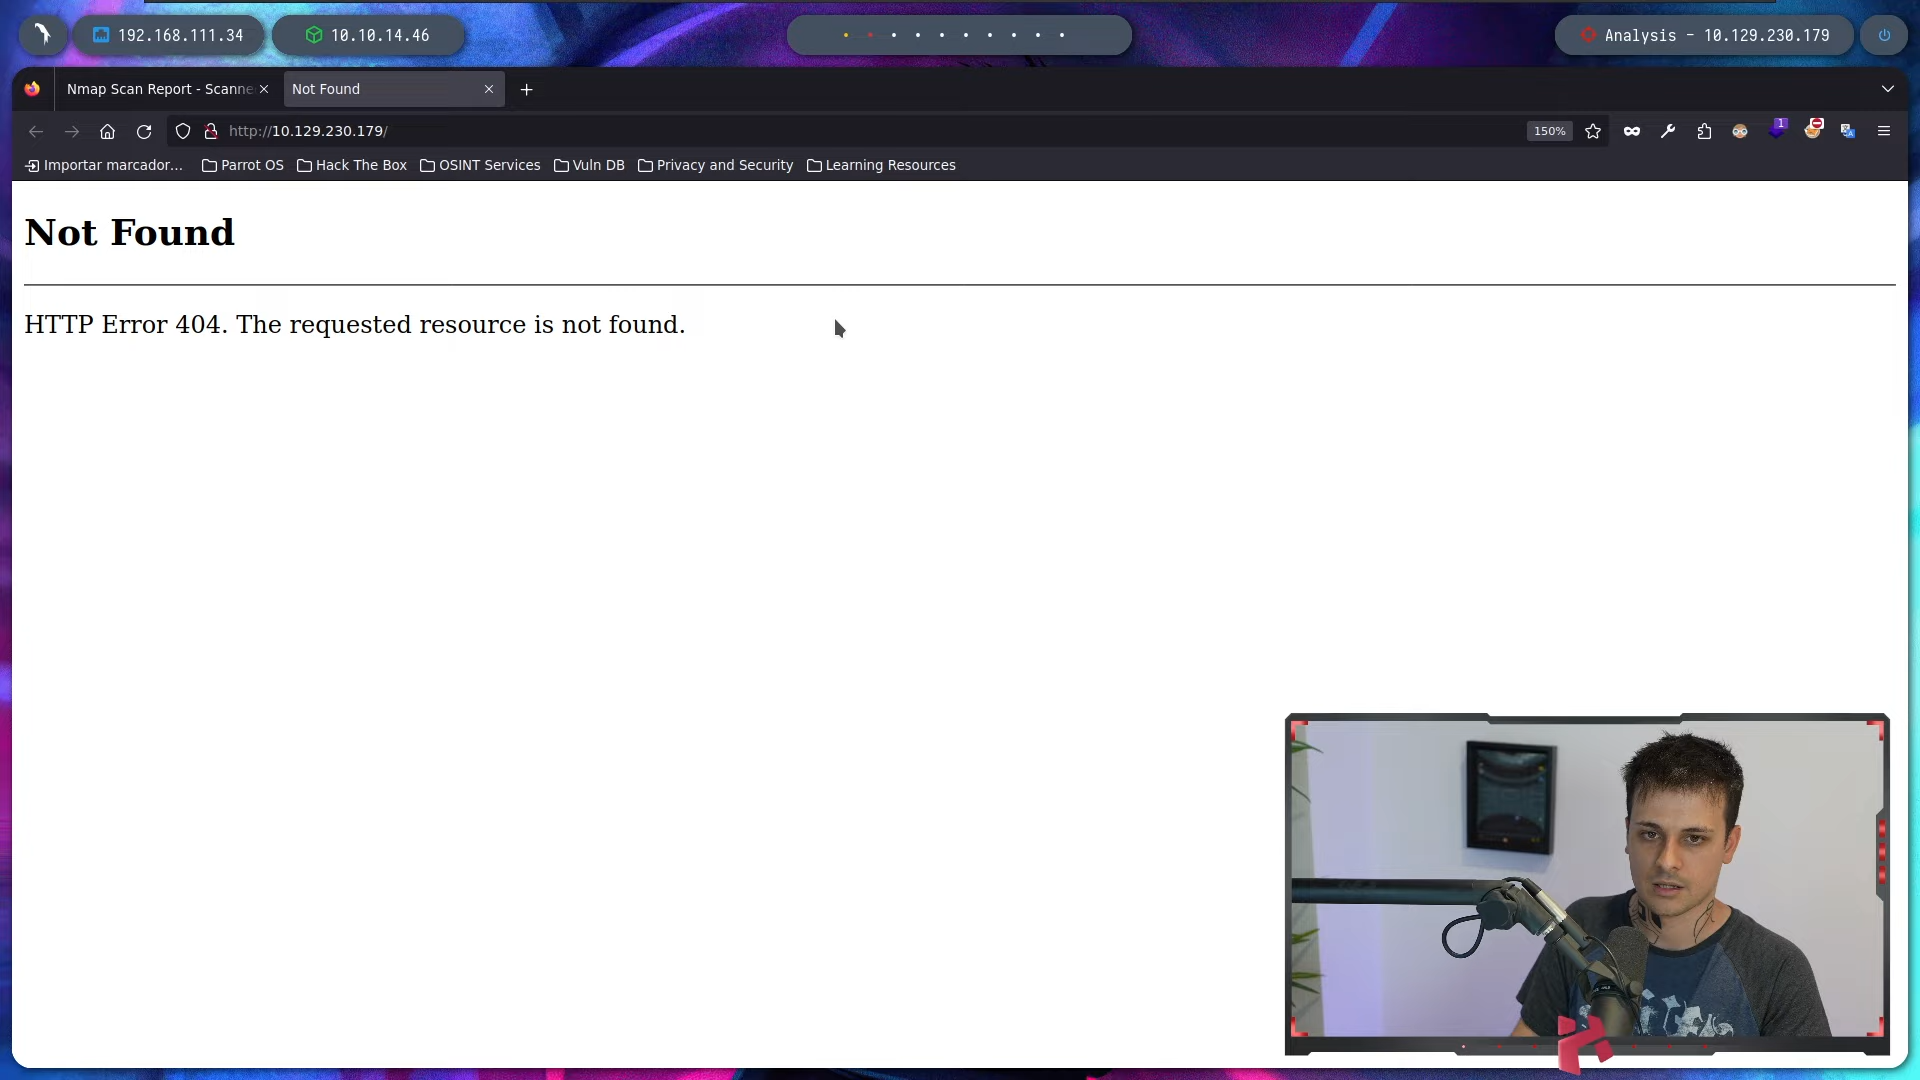 192.168.111.34
10.10.14.46
Analysis - 10.129.230.179
Nmap Scan Report - Scanne
Not Found
http://10.129.230.179/
150%
1
Importar marcador...
Parrot OS
Hack The Box
OSINT Services
Vuln DB
Privacy and Security
Learning Resources
Not Found
HTTP Error 404. The requested resource is not found.